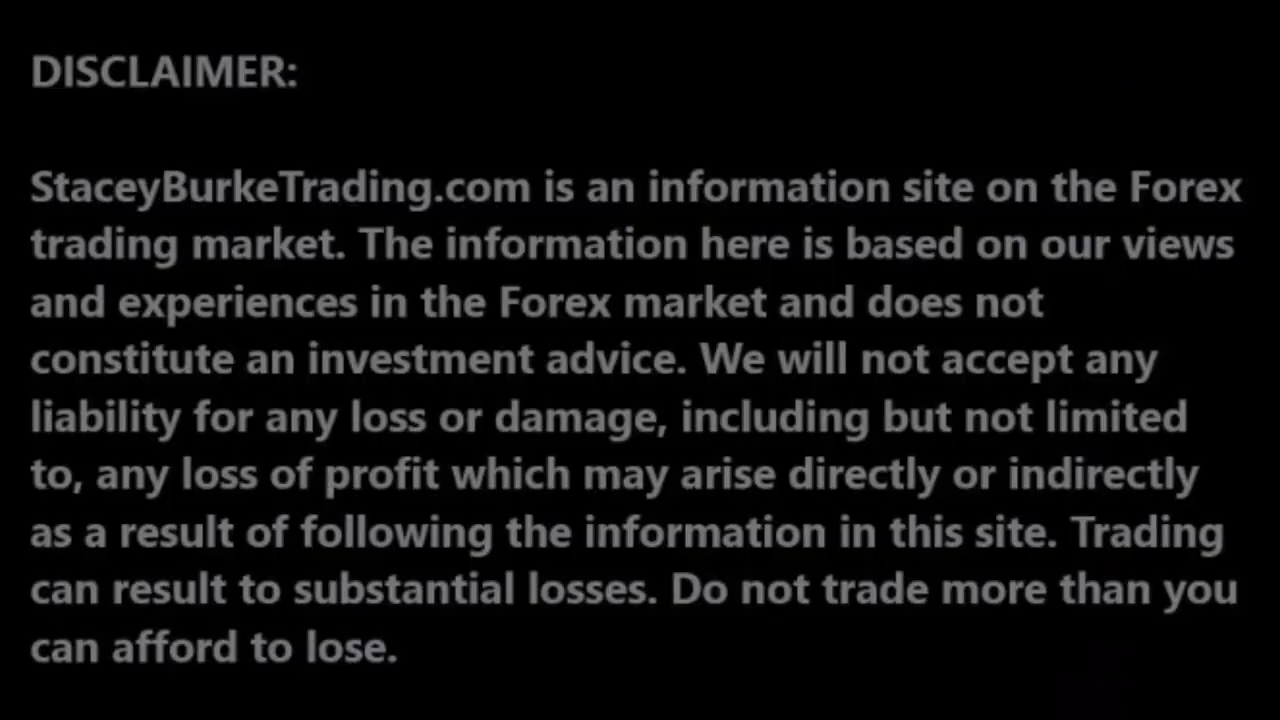 DISCLAIMER:
StaceyBurkeTrading.com is an information site on the Forex
trading market. The information here is based on our views
and experiences in the Forex market and does not
constitute an investment advice. We will not accept any
liability for any loss or damage, including but not limited
to, any loss of profit which may arise directly or indirectly
as a result of following the information in this site. Trading
can result to substantial losses. Do not trade more than you
can afford to lose.